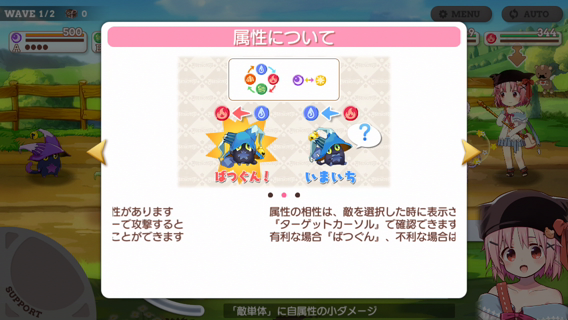 WAVE 1/2
0
MENU
AUTO
500
344
属性について
ばつぐん!
?
いまいち
性があります
ーで攻撃すると
ことができます
属性の相性は、敵を選択した時に表示さ
「ターゲットカーソル」で確認できます
有利な場合「ばつぐん」、不利な場合は
SUPPORT
「敵単体」に自属性の小ダメージ